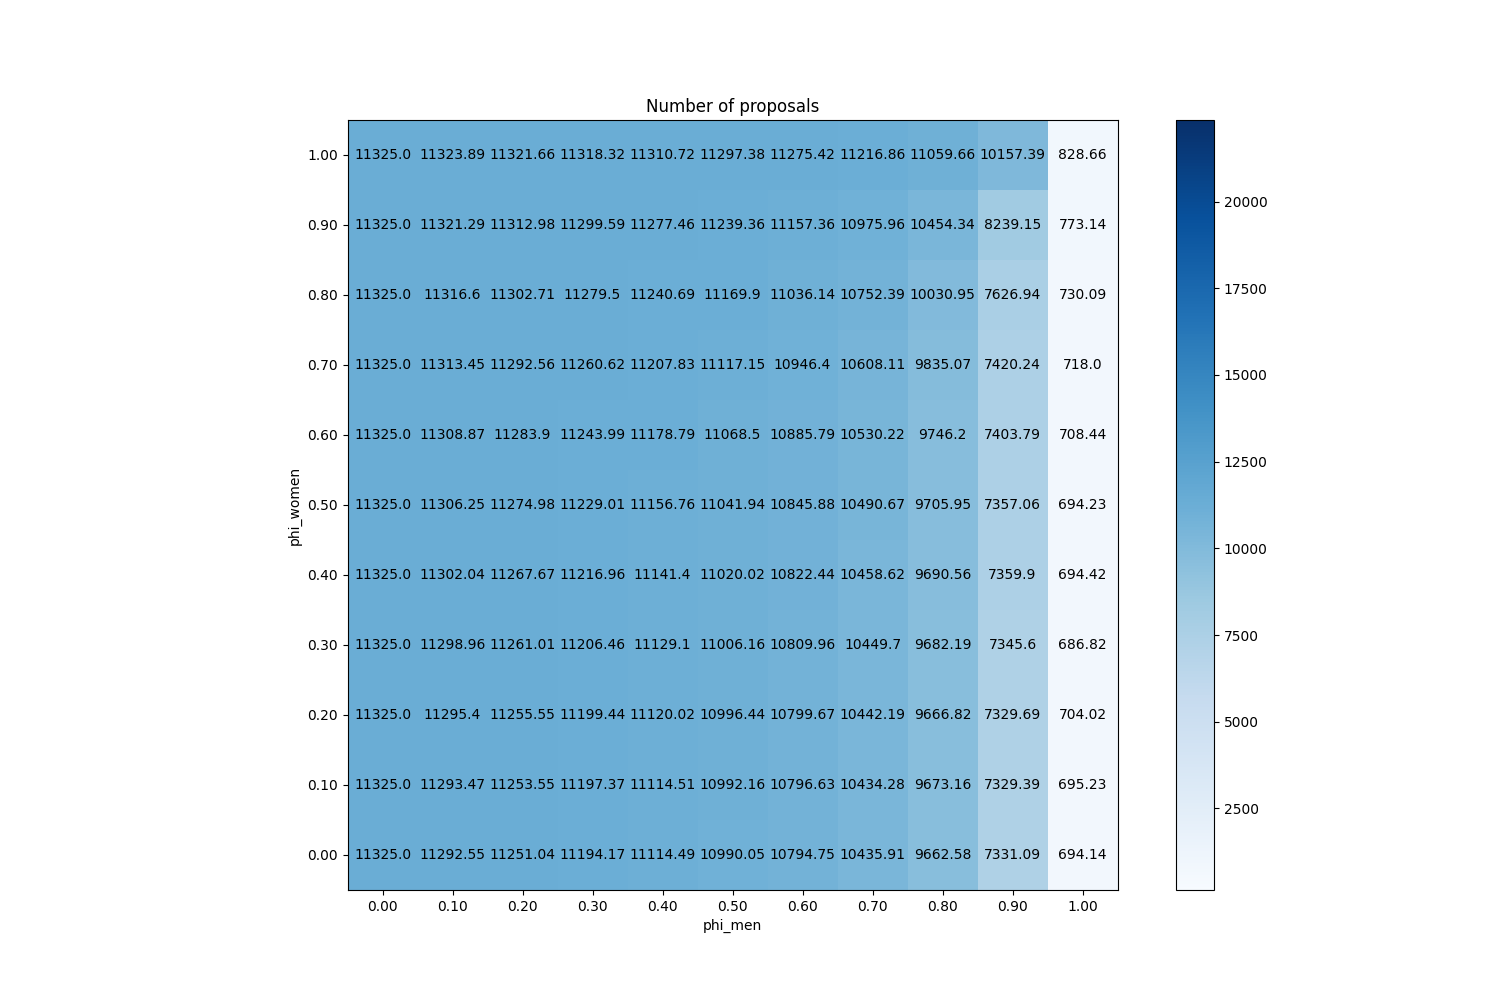 Number of proposals
1.00 11325.0 11323.89 11321.66 11318.32 11310.72 11297.38 11275.42 11216.86 11059.66 10157.39 828.66
0.90 11325.0 11321.29 11312.98 11299.59 11277.46 11239.36 11157.36 10975.96 10454.34 8239.15 773.14
0.80 11325.0 11316.6 11302.71 11279.5 11240.69 11169.9 11036.14 10752.39 10030.95 7626.94 730.09
0.70 11325.0 11313.45 11292.56 11260.62 11207.83 11117.15 10946.4 10608.11 9835.07 7420.24 718.0
0.60 11325.0 11308.87 11283.9 11243.99 11178.79 11068.5 10885.79 10530.22 9746.2 7403.79 708.44
0.50 11325.0 11306.25 11274.98 11229.01 11156.76 11041.94 10845.88 10490.67 9705.95 7357.06 694.23
0.40 11325.0 11302.04 11267.67 11216.96 11141.4 11020.02 10822.44 10458.62 9690.56 7359.9 694.42
0.30 11325.0 11298.96 11261.01 11206.46 11129.1 11006.16 10809.96 10449.7 9682.19 7345.6 686.82
0.20 11325.0 11295.4 11255.55 11199.44 11120.02 10996.44 10799.67 10442.19 9666.82 7329.69 704.02
0.10 11325.0 11293.47 11253.55 11197.37 11114.51 10992.16 10796.63 10434.28 9673.16 7329.39 695.23
0.00 11325.0 11292.55 11251.04 11194.17 11114.49 10990.05 10794.75 10435.91 9662.58 7331.09 694.14
0.00 0.10 0.20 0.30 0.40 0.50 0.60 0.70 0.80 0.90 1.00
phi_men
phi_women
20000
17500
15000
12500
10000
7500
5000
2500